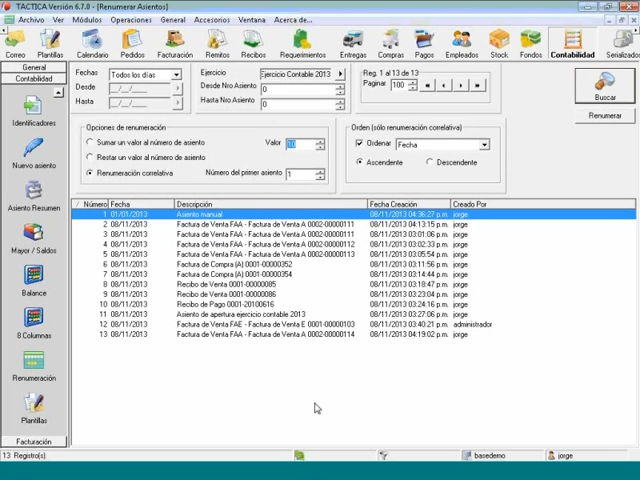 TACTICA Versión 6.7.0 - [Renumerar Asientos]
Archivo Ver Módulos Operaciones General Accesorios Ventana Acerca de...
Correo Plantillas Calendario Pedidos Facturación Remitos Recibos Requerimientos Entregas Compras Pagos Empleados Stock Fondos Contabilidad Serializado
General
Contabilidad
Identificadores
Nuevo asiento
Asiento Resumen
Mayor / Saldos
Balance
8 Columnas
Renumeración
Plantillas
Facturación
Fechas Todos los días
Desde __/__/____
Hasta __/__/____
Ejercicio Ejercicio Contable 2013
Desde Nro Asiento 0
Hasta Nro Asiento 0
Reg. 1 al 13 de 13
Paginar 100
Buscar
Renumerar
Opciones de renumeración
Sumar un valor al número de asiento Valor 10
Restar un valor al número de asiento
Renumeración correlativa Número del primer asiento 1
Orden (sólo renumeración correlativa)
Ordenar Fecha
Ascendente Descendente
Número Fecha Descripción Fecha Creación Creado Por
1 01/01/2013 Asiento manual 08/11/2013 04:36:27 p.m. jorge
2 08/11/2013 Factura de Venta FAA - Factura de Venta A 0002-00000111 08/11/2013 04:13:15 p.m. jorge
3 08/11/2013 Factura de Venta FAA - Factura de Venta A 0002-00000111 08/11/2013 03:01:06 p.m. jorge
4 08/11/2013 Factura de Venta FAA - Factura de Venta A 0002-00000112 08/11/2013 03:02:33 p.m. jorge
5 08/11/2013 Factura de Venta FAA - Factura de Venta A 0002-00000113 08/11/2013 03:05:54 p.m. jorge
6 08/11/2013 Factura de Compra (A) 0001-00000352 08/11/2013 03:11:56 p.m. jorge
7 08/11/2013 Factura de Compra (A) 0001-00000354 08/11/2013 03:14:44 p.m. jorge
8 08/11/2013 Recibo de Venta 0001-00000085 08/11/2013 03:18:47 p.m. jorge
9 08/11/2013 Recibo de Venta 0001-00000086 08/11/2013 03:23:04 p.m. jorge
10 08/11/2013 Recibo de Pago 0001-20100616 08/11/2013 03:24:16 p.m. jorge
11 08/11/2013 Asiento de apertura ejercicio contable 2013 08/11/2013 03:27:06 p.m. jorge
12 08/11/2013 Factura de Venta FAE - Factura de Venta E 0001-00000103 08/11/2013 03:40:21 p.m. administrador
13 08/11/2013 Factura de Venta FAA - Factura de Venta A 0002-00000114 08/11/2013 04:19:02 p.m. jorge
13 Registro(s) basedemo jorge